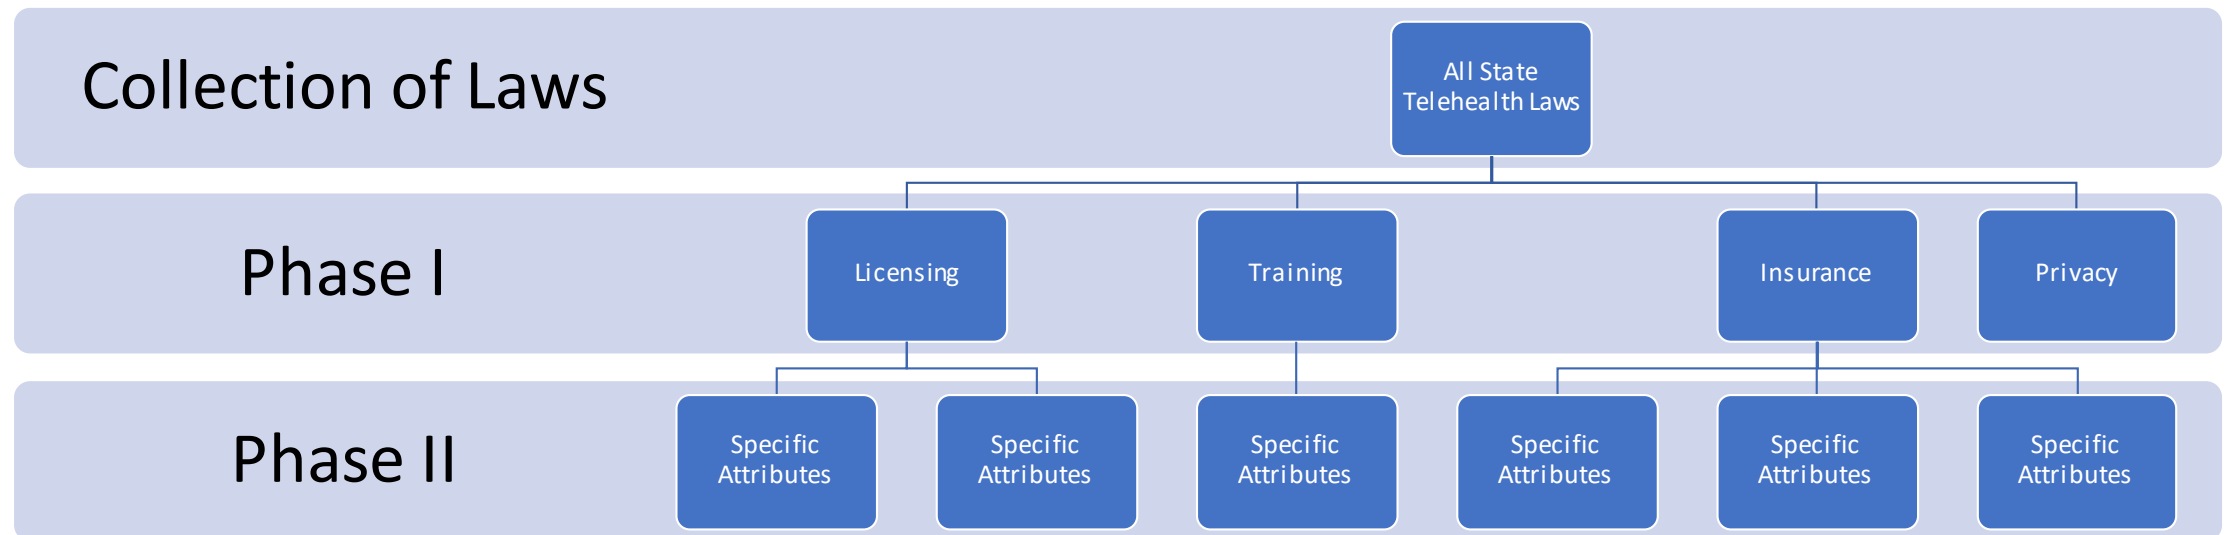 Collection of Laws
All State
Telehealth Laws
Phase I
Licensing
Training
Insurance
Privacy
Phase II
Specific
Attributes
Specific
Attributes
Specific
Attributes
Specific
Attributes
Specific
Attributes
Specific
Attributes